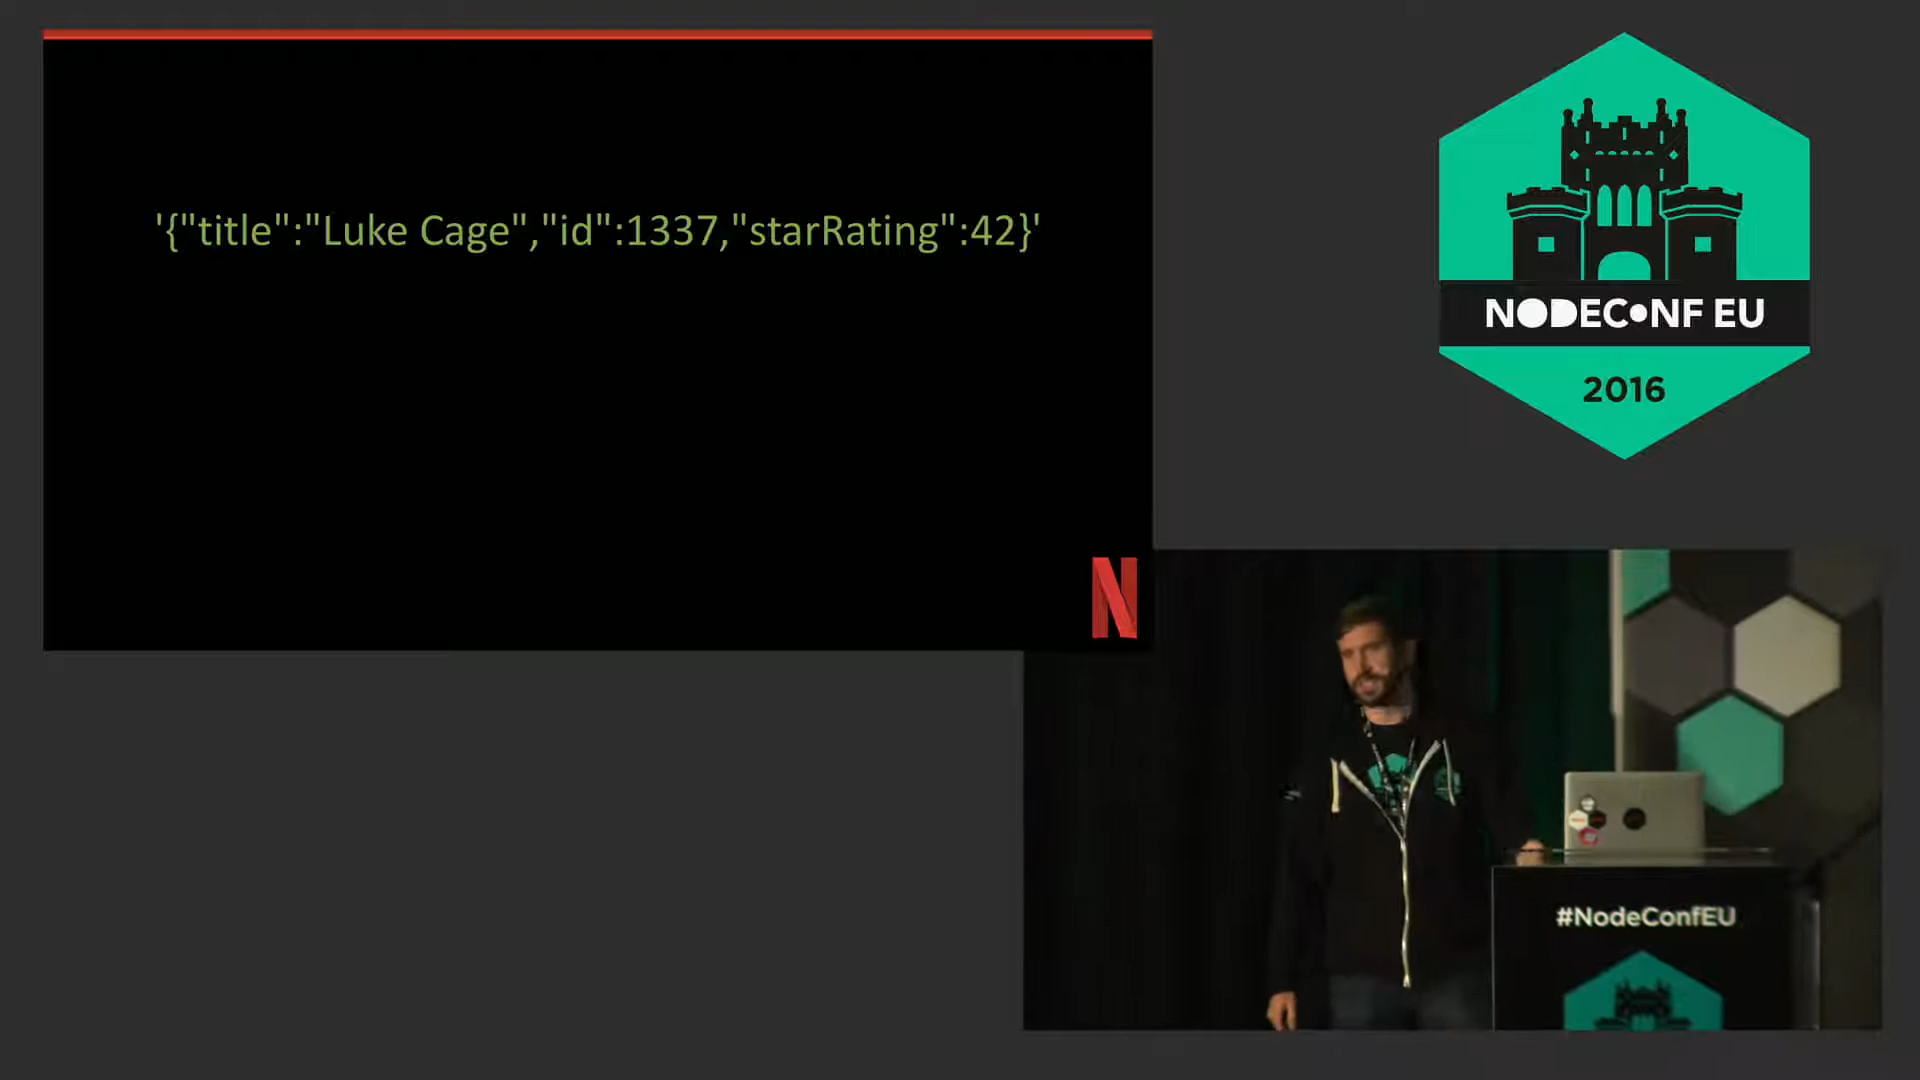 '{"title":"Luke Cage","id":1337,"starRating":42}'
NODECONF EU
2016
N
#NodeConfEU